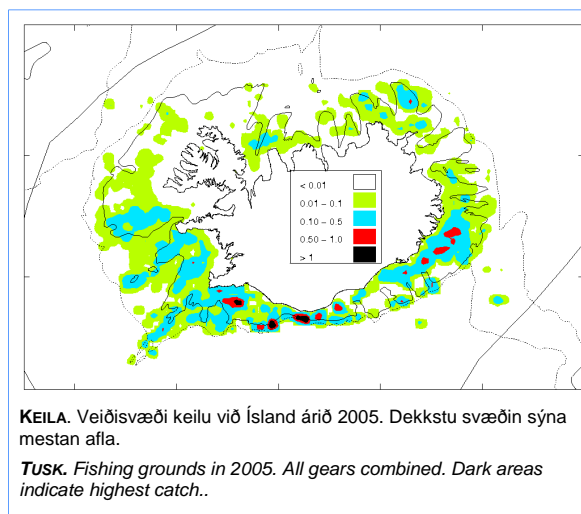 < 0.01
0.01 – 0.1
0.10 – 0.5
0.50 – 1.0
> 1
KEILA. Veiðisvæði keilu við Ísland árið 2005. Dekkstu svæðin sýna
mestan afla.
TUSK. Fishing grounds in 2005. All gears combined. Dark areas
indicate highest catch..